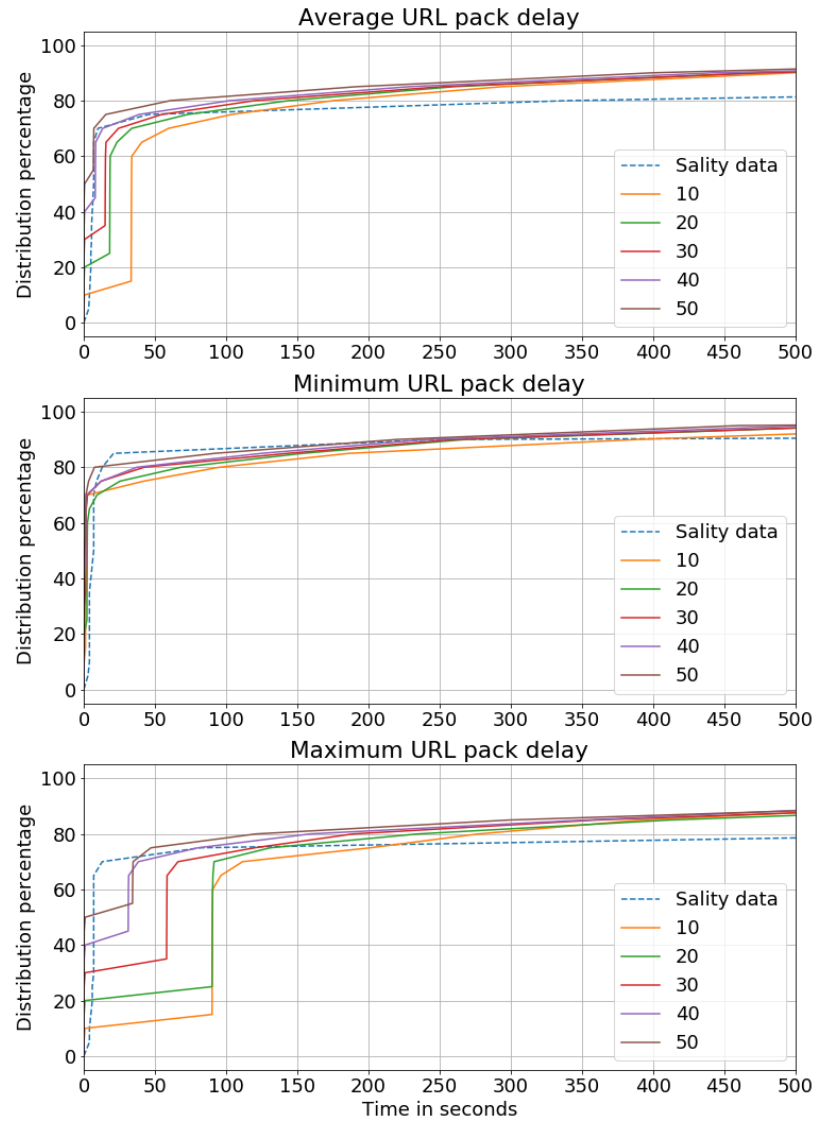 Average URL pack delay
100
80
60
40
20
0
Distribution percentage
Sality data
10
20
30
40
50
0 50 100 150 200 250 300 350 400 450 500
Minimum URL pack delay
100
80
60
40
20
0
Distribution percentage
Sality data
10
20
30
40
50
0 50 100 150 200 250 300 350 400 450 500
Maximum URL pack delay
100
80
60
40
20
0
Distribution percentage
Sality data
10
20
30
40
50
0 50 100 150 200 250 300 350 400 450 500
Time in seconds